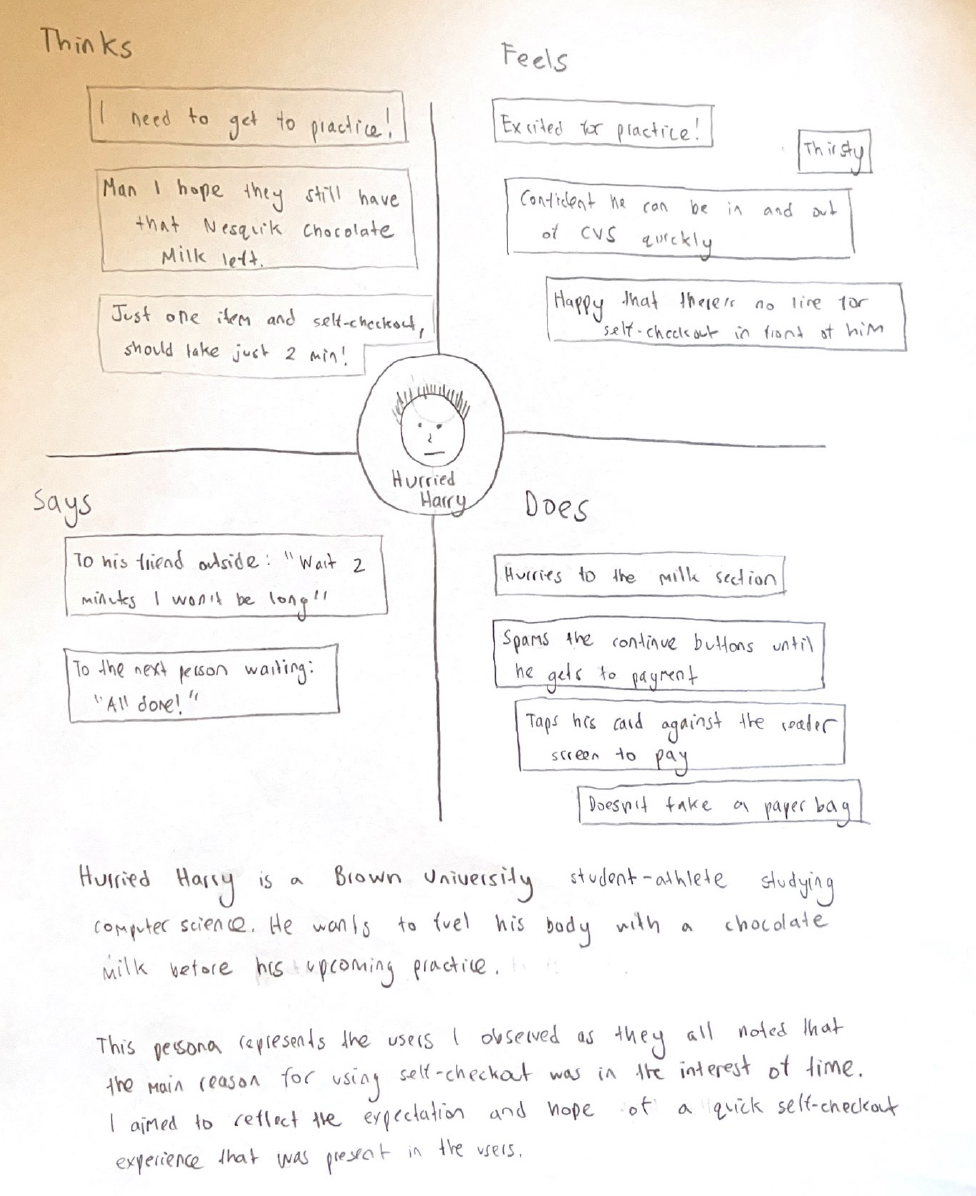 Thinks
I need to get to practice!
Man I hope they still have
that Nesquik Chocolate
Milk left.
Just one item and self-checkout,
should take just 2 min!
Feels
Excited for practice!
Thirsty
Confident he can be in and out
of CVS quickly
Happy that there's no line for
self-checkout in front of him
Hurried
Harry
Says
To his friend outside: "Wait 2
minutes I won't be long"
To the next person waiting:
"All done!"
Does
Hurries to the milk section
Spams the continue buttons until
he gets to payment
Taps his card against the reader
screen to pay
Doesn't take a paper bag
Hurried Harry is a Brown University student-athlete studying
computer science. He wants to fuel his body with a chocolate
milk before his upcoming practice.
This persona represents the users I observed as they all noted that
the main reason for using self-checkout was in the interest of time.
I aimed to reflect the expectation and hope of a quick self-checkout
experience that was present in the users.